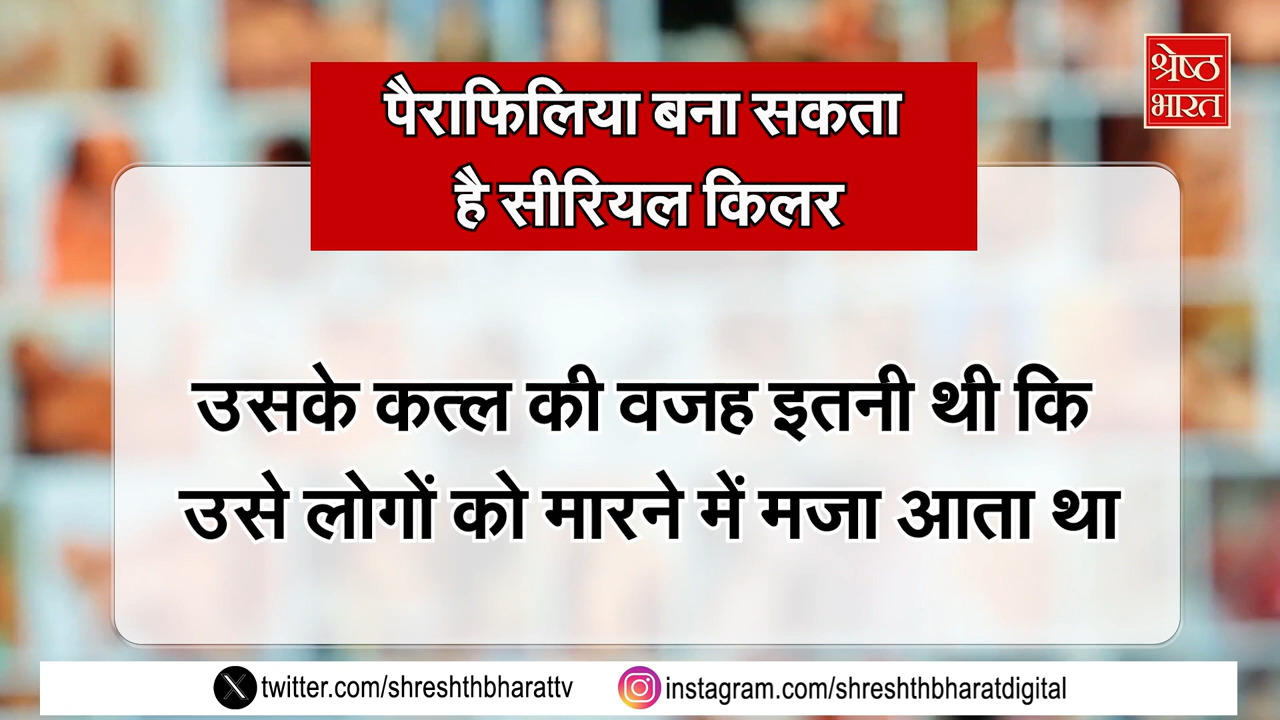 श्रेष्ठ
भारत
पैराफिलिया बना सकता
है सीरियल किलर
उसके कत्ल की वजह इतनी थी कि
उसे लोगों को मारने में मजा आता था
twitter.com/shreshthbharattv
instagram.com/shreshthbharatdigital